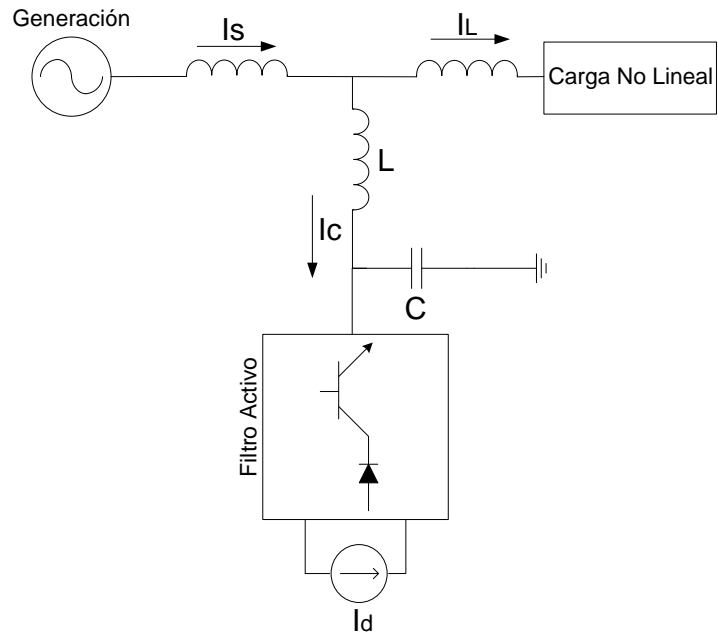 Generación
Is
IL
Carga No Lineal
L
Ic
C
Filtro Activo
Id